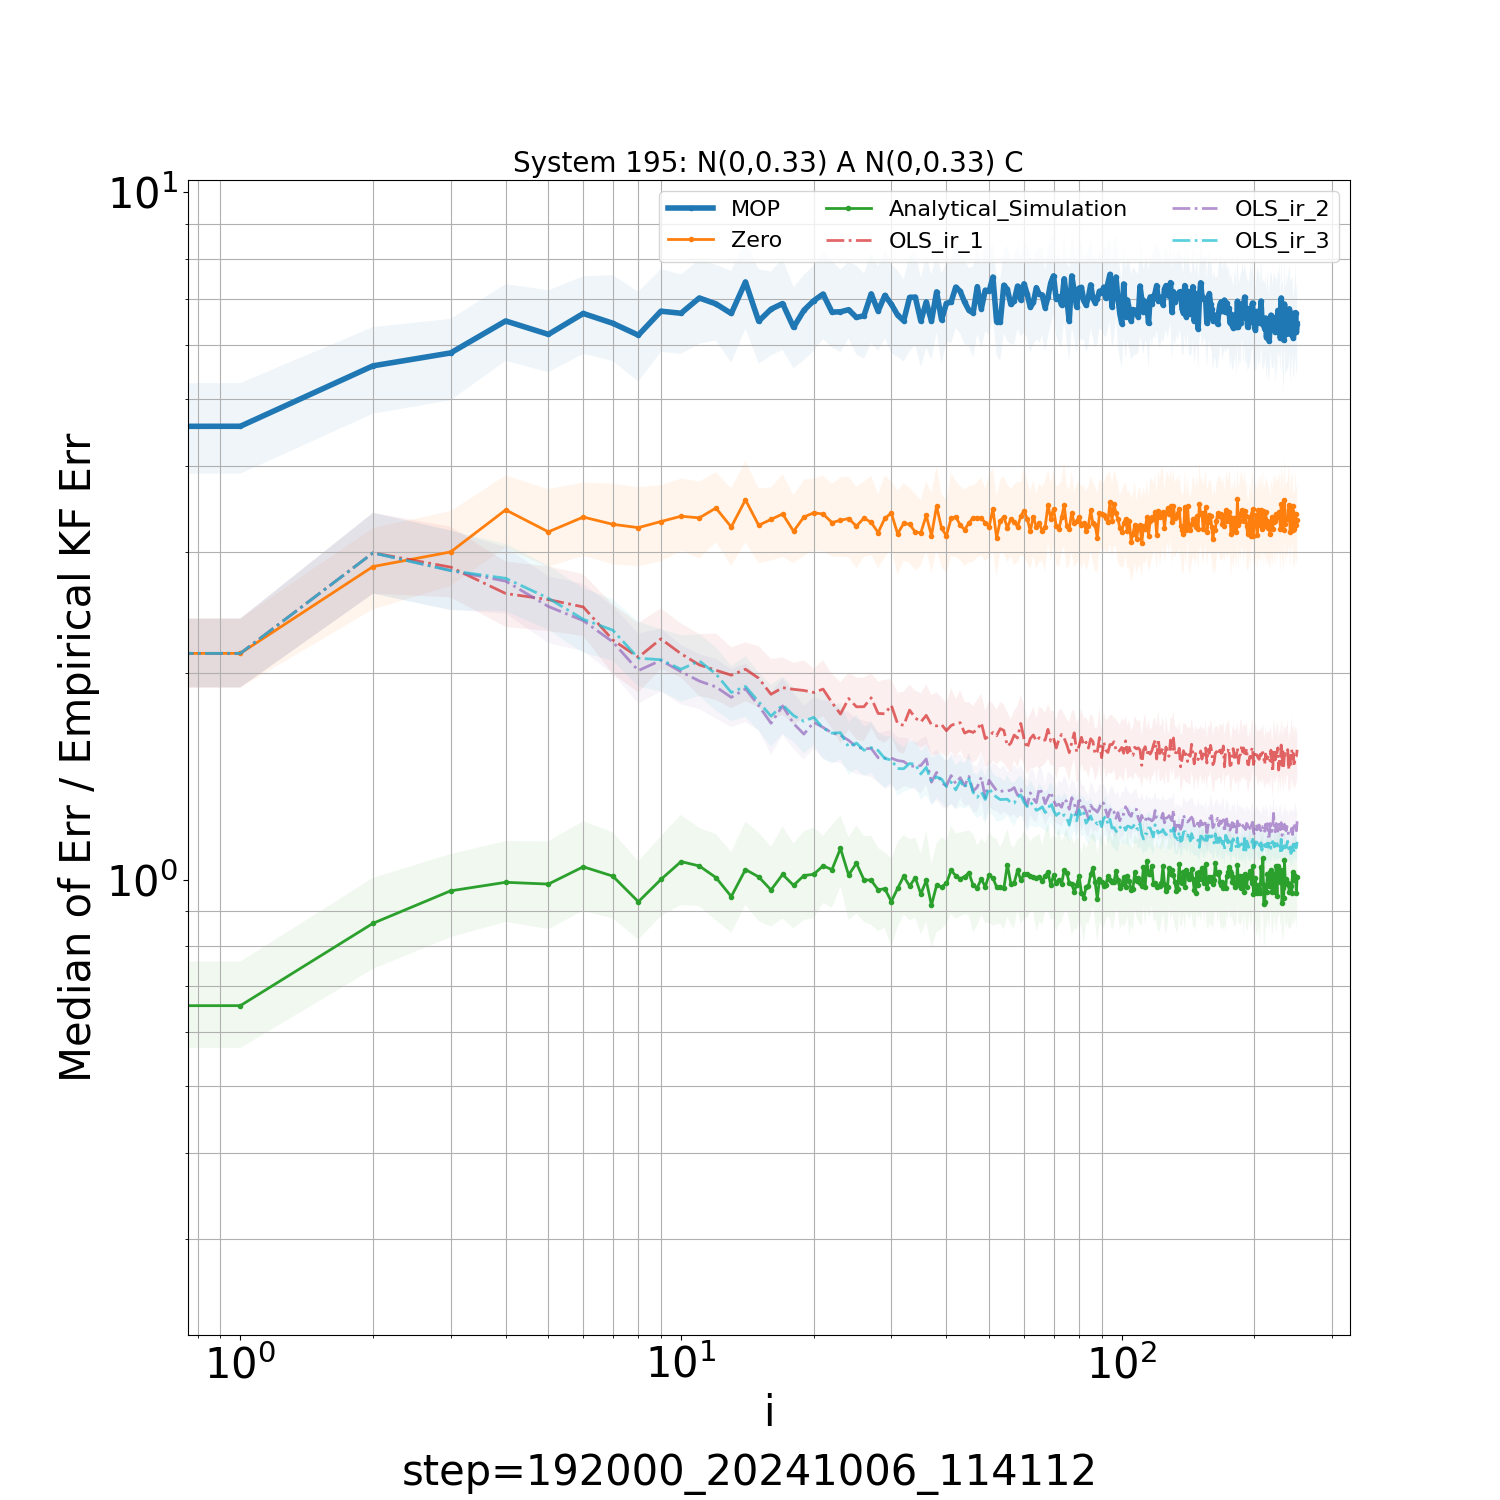 System 195: N(0,0.33) A N(0,0.33) C
10¹
MOP
Zero
Analytical_Simulation
OLS_ir_1
OLS_ir_2
OLS_ir_3
Median of Err / Empirical KF Err
10⁰
10⁰
10¹
10²
i
step=192000_20241006_114112